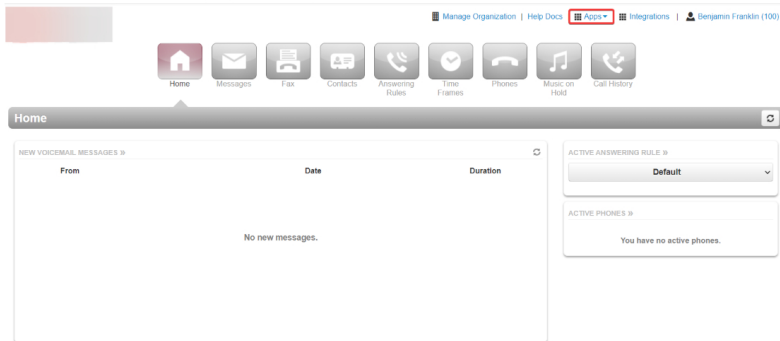 Manage Organization | Help Docs Apps Integrations | Benjamin Franklin (100)
Home Messages Fax Contacts Answering Rules Time Frames Phones Music on Hold Call History
Home
NEW VOICEMAIL MESSAGES »
From Date Duration
No new messages.
ACTIVE ANSWERING RULE »
Default
ACTIVE PHONES »
You have no active phones.